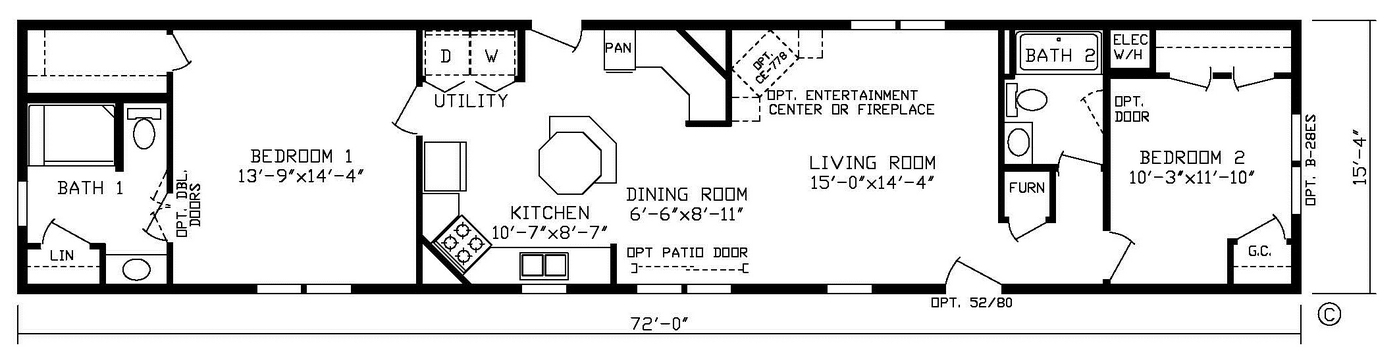 D W
UTILITY
PAN
OPT.
CE-778
OPT. ENTERTAINMENT
CENTER OR FIREPLACE
BATH 2
ELEC
W/H
OPT.
DOOR
BEDROOM 1
13'-9"x14'-4"
BATH 1
OPT. DBL.
DOORS
LIN
KITCHEN
10'-7"x8'-7"
DINING ROOM
6'-6"x8'-11"
OPT PATIO DOOR
LIVING ROOM
15'-0"x14'-4"
FURN
BEDROOM 2
10'-3"x11'-10"
G.C.
OPT. B-28ES
15'-4"
OPT. 52/80
72'-0"
©